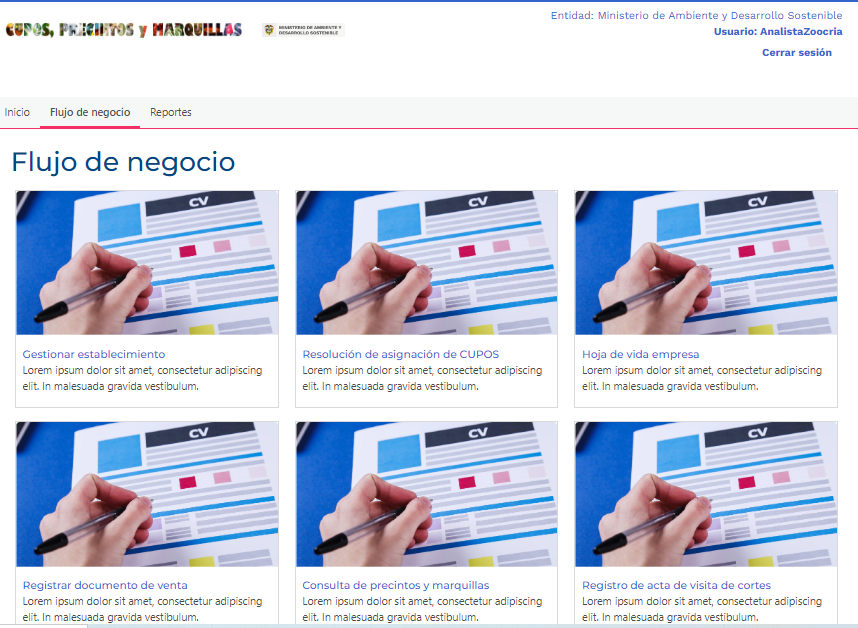 CUPOS, PRECINTOS y MARQUILLAS
MINISTERIO DE AMBIENTE Y
DESARROLLO SOSTENIBLE
Entidad: Ministerio de Ambiente y Desarrollo Sostenible
Usuario: AnalistaZoocria
Cerrar sesión
Inicio Flujo de negocio Reportes
Flujo de negocio
CV CV CV
Gestionar establecimiento
Lorem ipsum dolor sit amet, consectetur adipiscing
elit. In malesuada gravida vestibulum.
Resolución de asignación de CUPOS
Lorem ipsum dolor sit amet, consectetur adipiscing
elit. In malesuada gravida vestibulum.
Hoja de vida empresa
Lorem ipsum dolor sit amet, consectetur adipiscing
elit. In malesuada gravida vestibulum.
CV CV CV
Registrar documento de venta
Lorem ipsum dolor sit amet, consectetur adipiscing
elit. In malesuada gravida vestibulum.
Consulta de precintos y marquillas
Lorem ipsum dolor sit amet, consectetur adipiscing
elit. In malesuada gravida vestibulum.
Registro de acta de visita de cortes
Lorem ipsum dolor sit amet, consectetur adipiscing
elit. In malesuada gravida vestibulum.